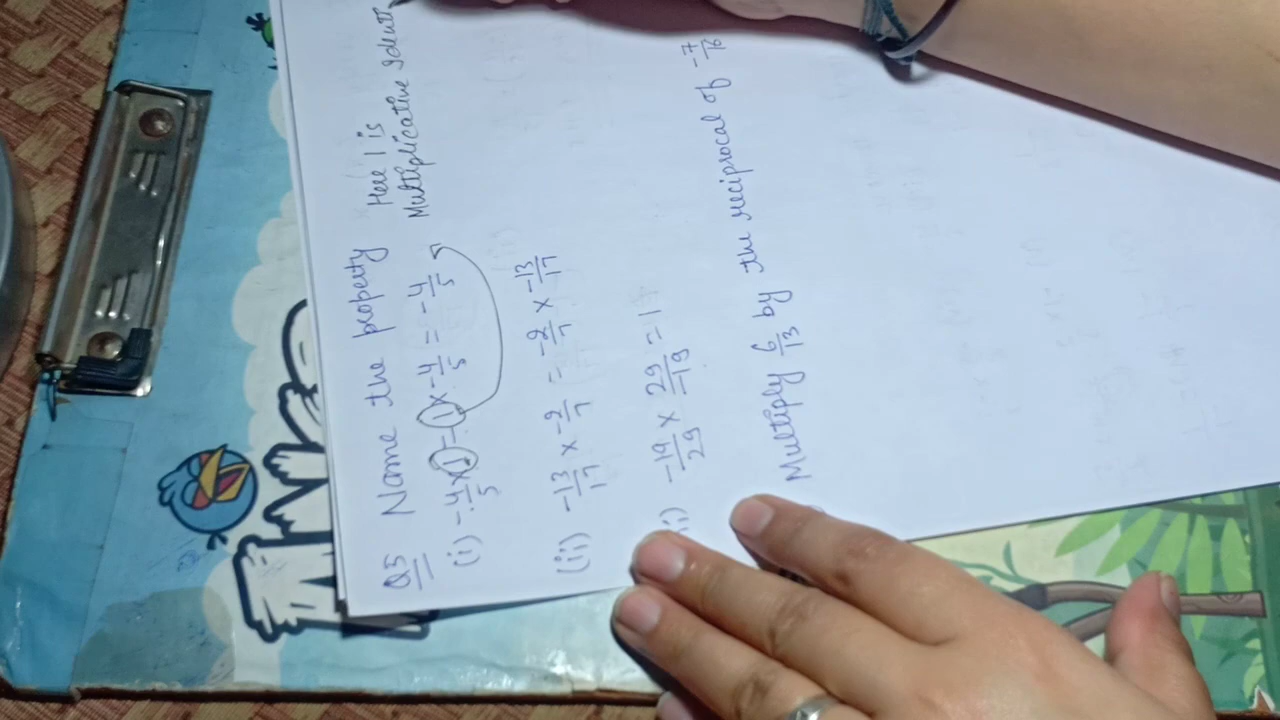 Q5 Name the property
(i) -4/5 × 1 = 1 × -4/5 = -4/5
Here 1 is
Multiplicative Identi
(ii) -13/17 × -2/7 = -2/7 × -13/17
i) -19/29 × 29/-19 = 1
Multiply 6/13 by the reciprocal of -7/16